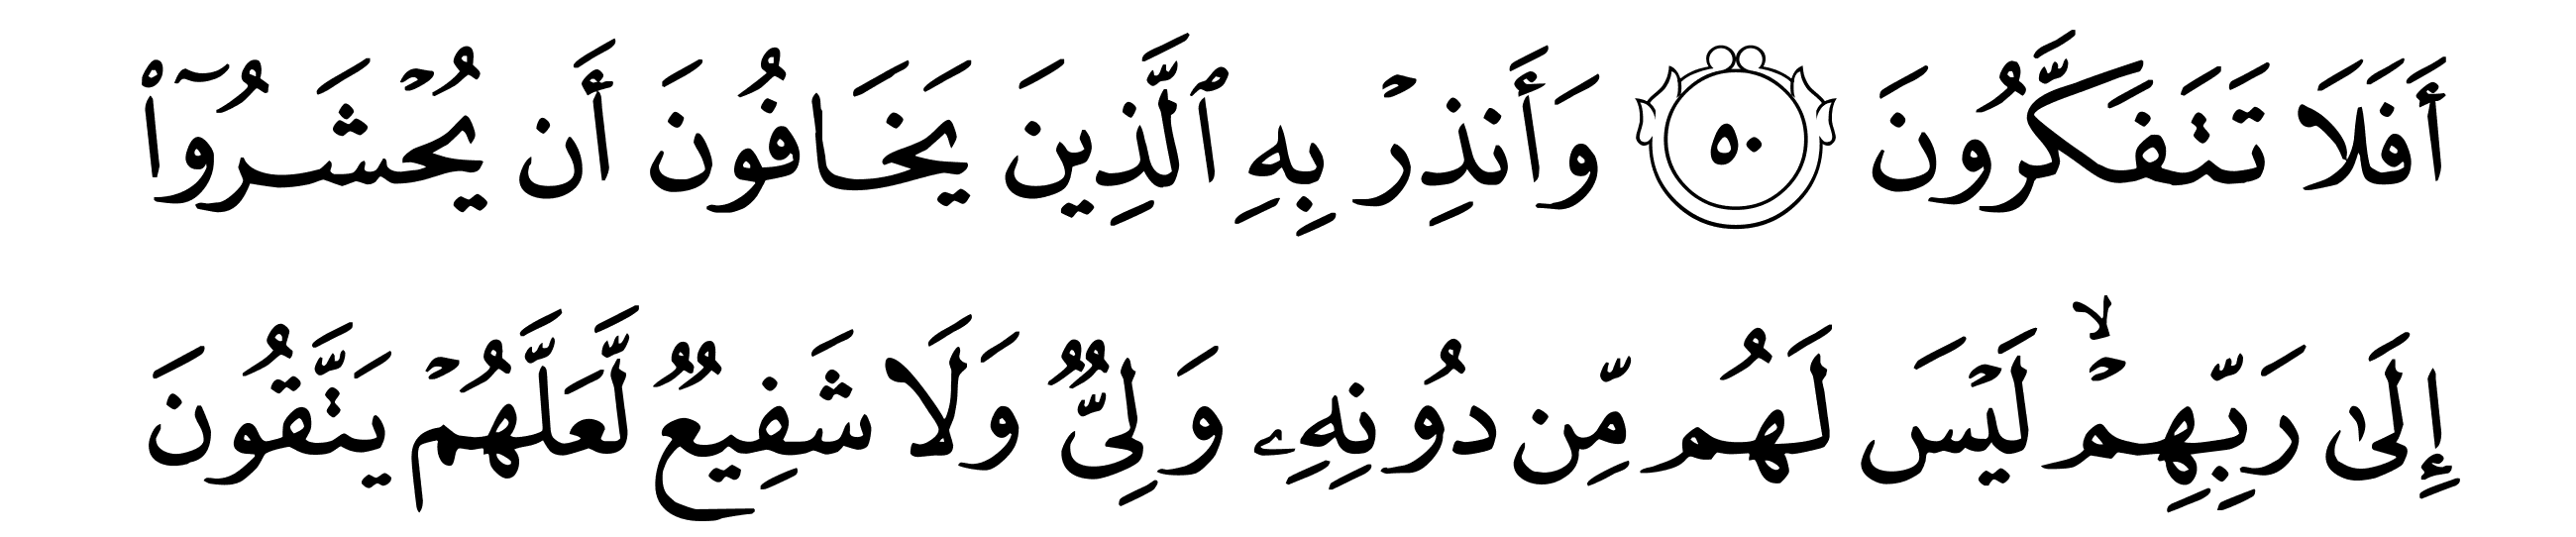 أَفَلَا تَتَفَكَّرُونَ ٥٠ وَأَنذِرۡ بِهِ ٱلَّذِينَ يَخَافُونَ أَن يُحۡشَرُوٓاْ
إِلَىٰ رَبِّهِمۡۙ لَيۡسَ لَهُم مِّن دُونِهِۦ وَلِيّٞ وَلَا شَفِيعٞ لَّعَلَّهُمۡ يَتَّقُونَ